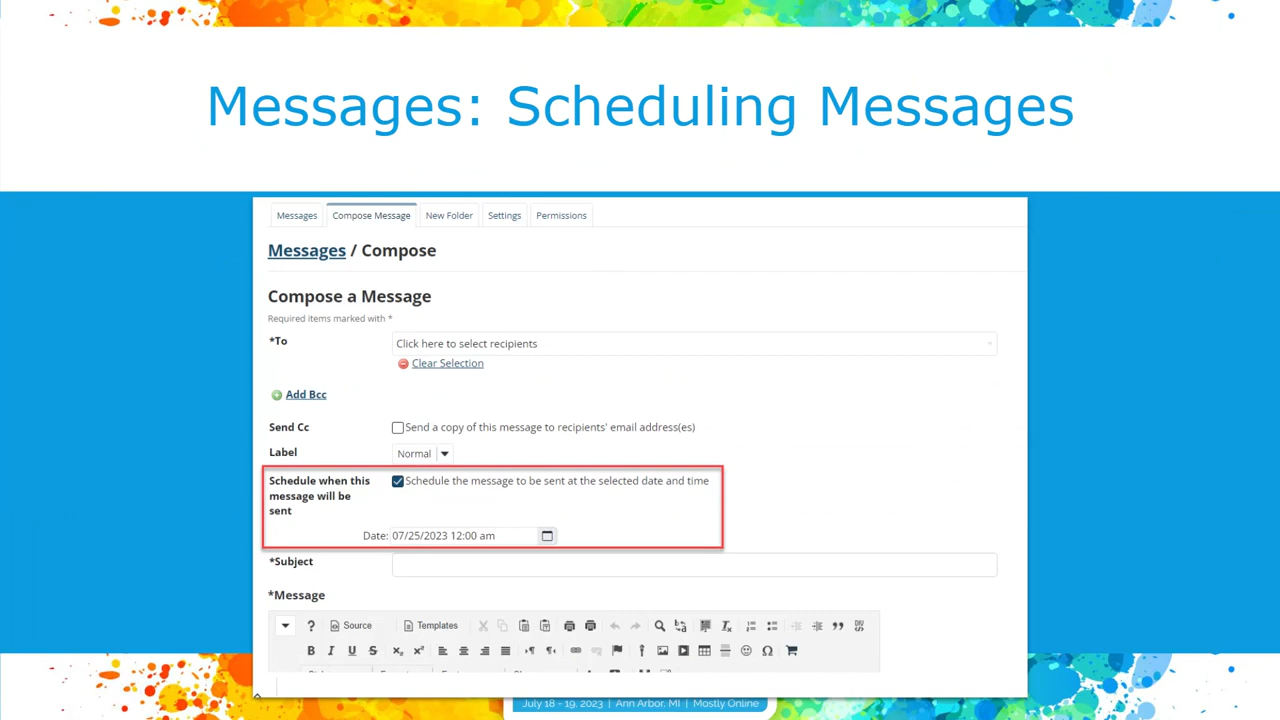 Messages: Scheduling Messages
Messages
Compose Message
New Folder
Settings
Permissions
Messages / Compose
Compose a Message
Required items marked with *
*To
Click here to select recipients
Clear Selection
Add Bcc
Send Cc
Send a copy of this message to recipients' email address(es)
Label
Normal
Schedule when this
message will be
sent
Schedule the message to be sent at the selected date and time
Date: 07/25/2023 12:00 am
*Subject
*Message
Source
Templates
July 18 - 19, 2023 | Ann Arbor, MI | Mostly Online